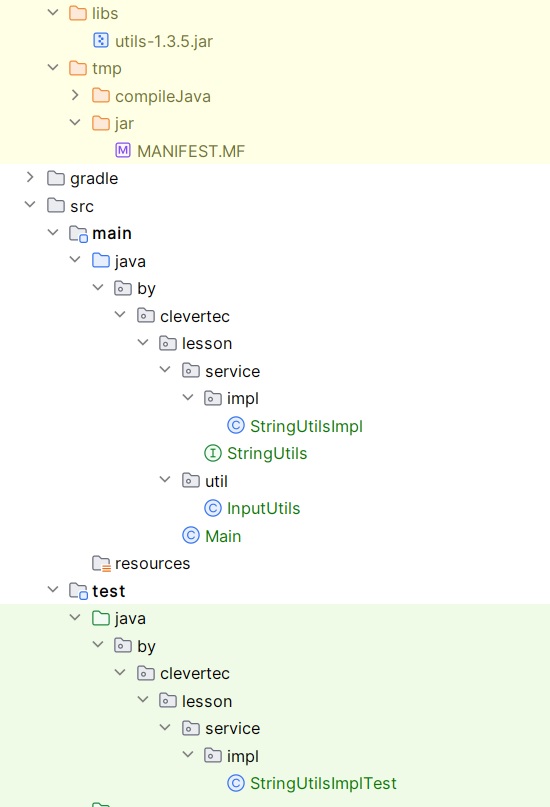 libs
utils-1.3.5.jar
tmp
compileJava
jar
MANIFEST.MF
gradle
src
main
java
by
clevertec
lesson
service
impl
StringUtilsImpl
StringUtils
util
InputUtils
Main
resources
test
java
by
clevertec
lesson
service
impl
StringUtilsImplTest